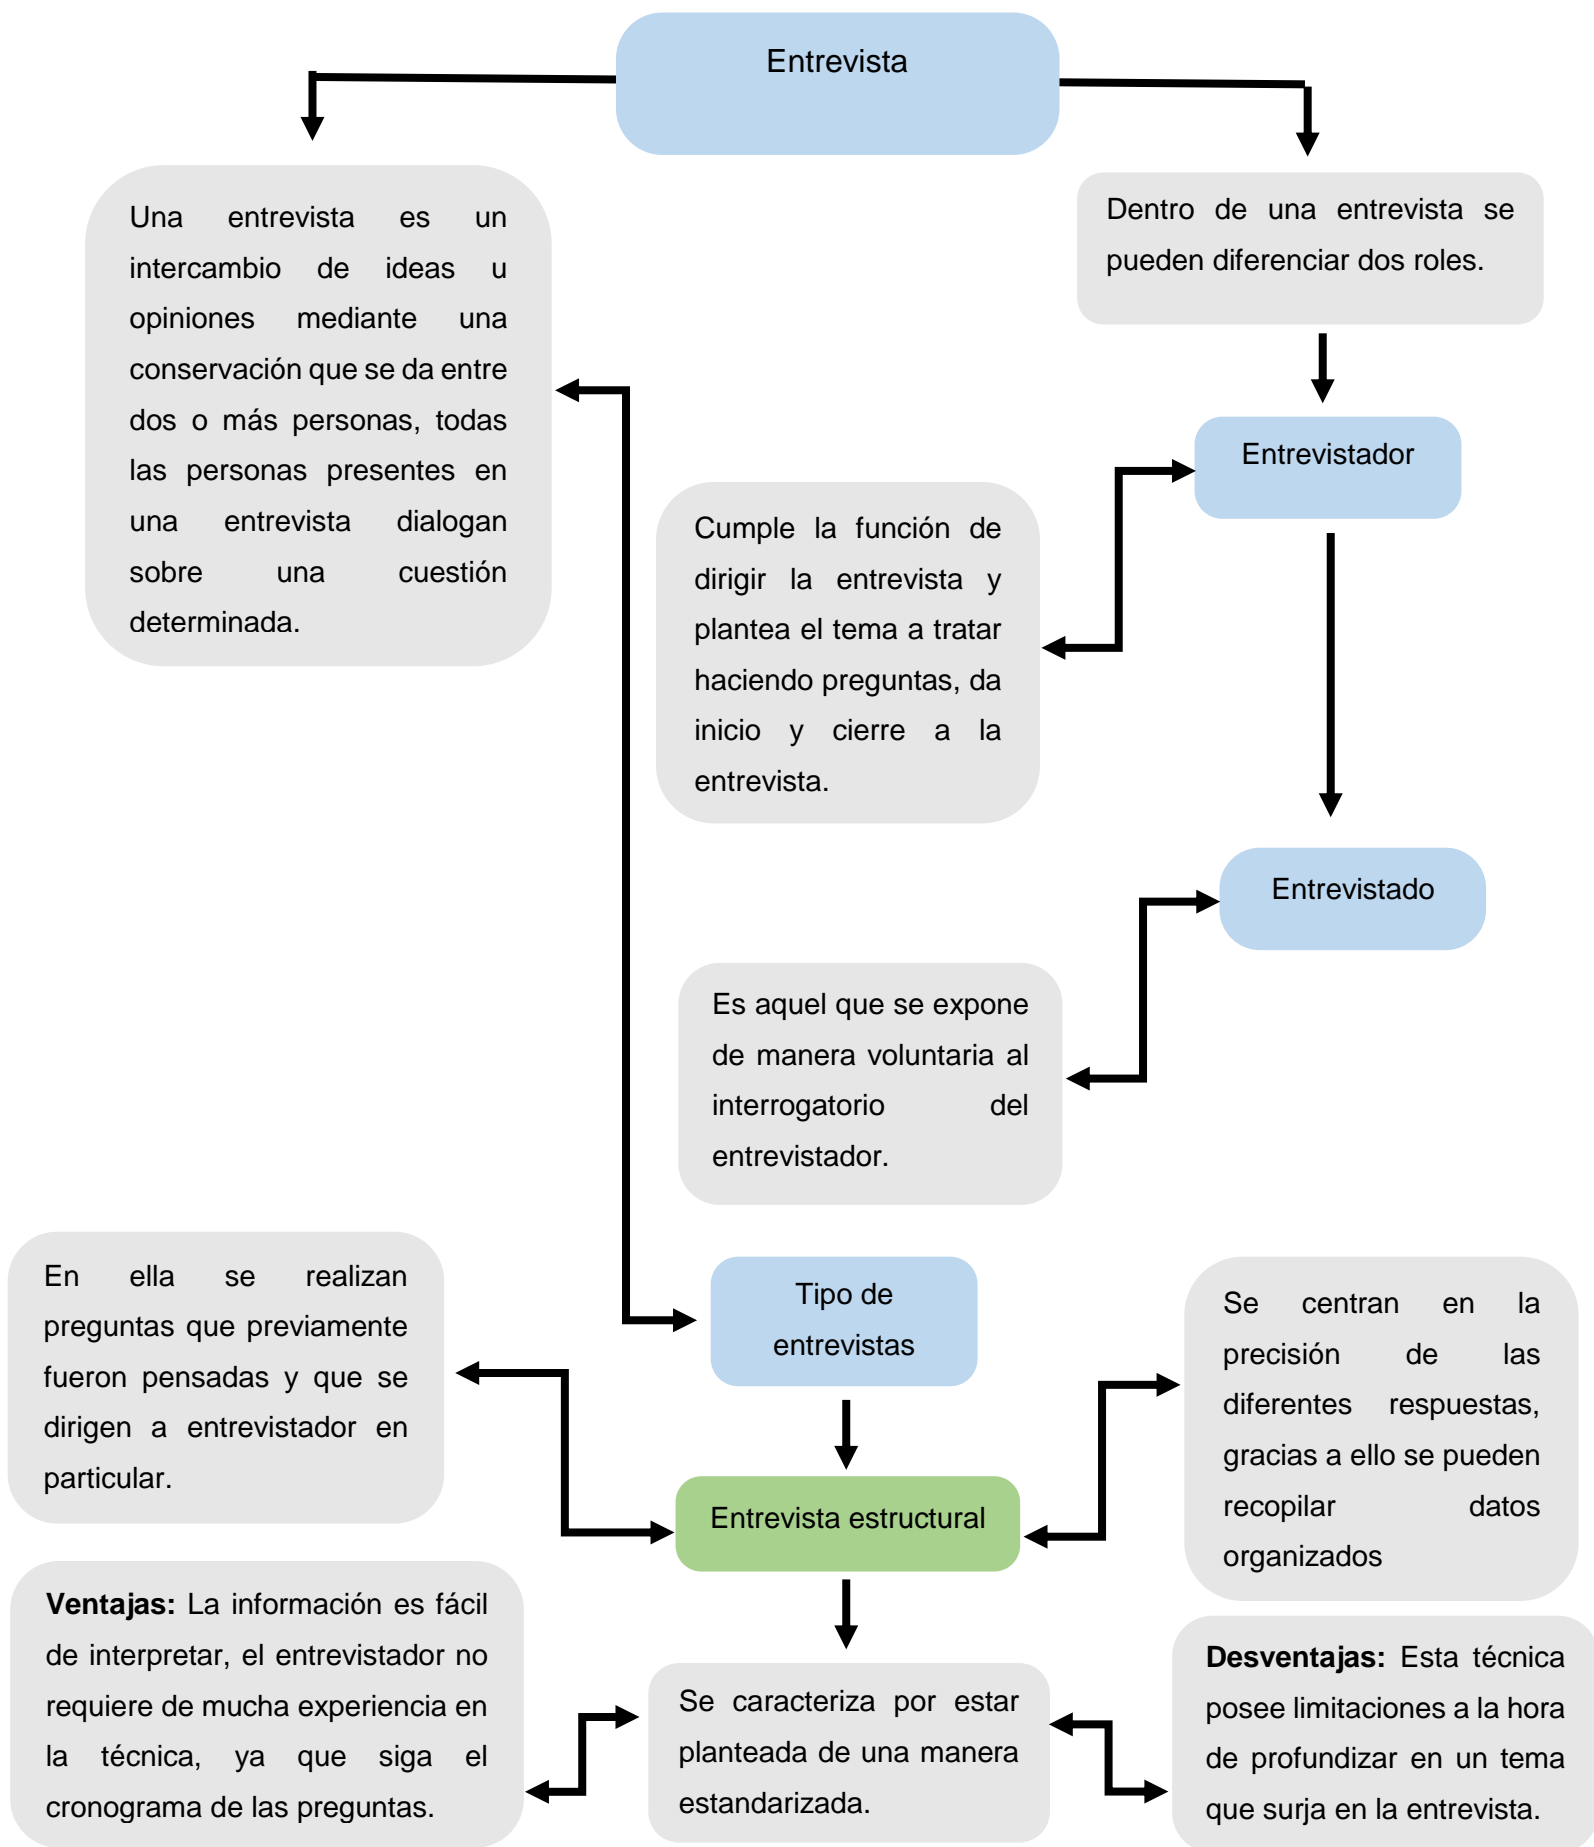 Entrevista
Una entrevista es un
intercambio de ideas u
opiniones mediante una
conservación que se da entre
dos o más personas, todas
las personas presentes en
una entrevista dialogan
sobre una cuestión
determinada.
Dentro de una entrevista se
pueden diferenciar dos roles.
Entrevistador
Cumple la función de
dirigir la entrevista y
plantea el tema a tratar
haciendo preguntas, da
inicio y cierre a la
entrevista.
Entrevistado
Es aquel que se expone
de manera voluntaria al
interrogatorio del
entrevistador.
Tipo de
entrevistas
En ella se realizan
preguntas que previamente
fueron pensadas y que se
dirigen a entrevistador en
particular.
Se centran en la
precisión de las
diferentes respuestas,
gracias a ello se pueden
recopilar datos
organizados
Entrevista estructural
Ventajas: La información es fácil
de interpretar, el entrevistador no
requiere de mucha experiencia en
la técnica, ya que siga el
cronograma de las preguntas.
Se caracteriza por estar
planteada de una manera
estandarizada.
Desventajas: Esta técnica
posee limitaciones a la hora
de profundizar en un tema
que surja en la entrevista.